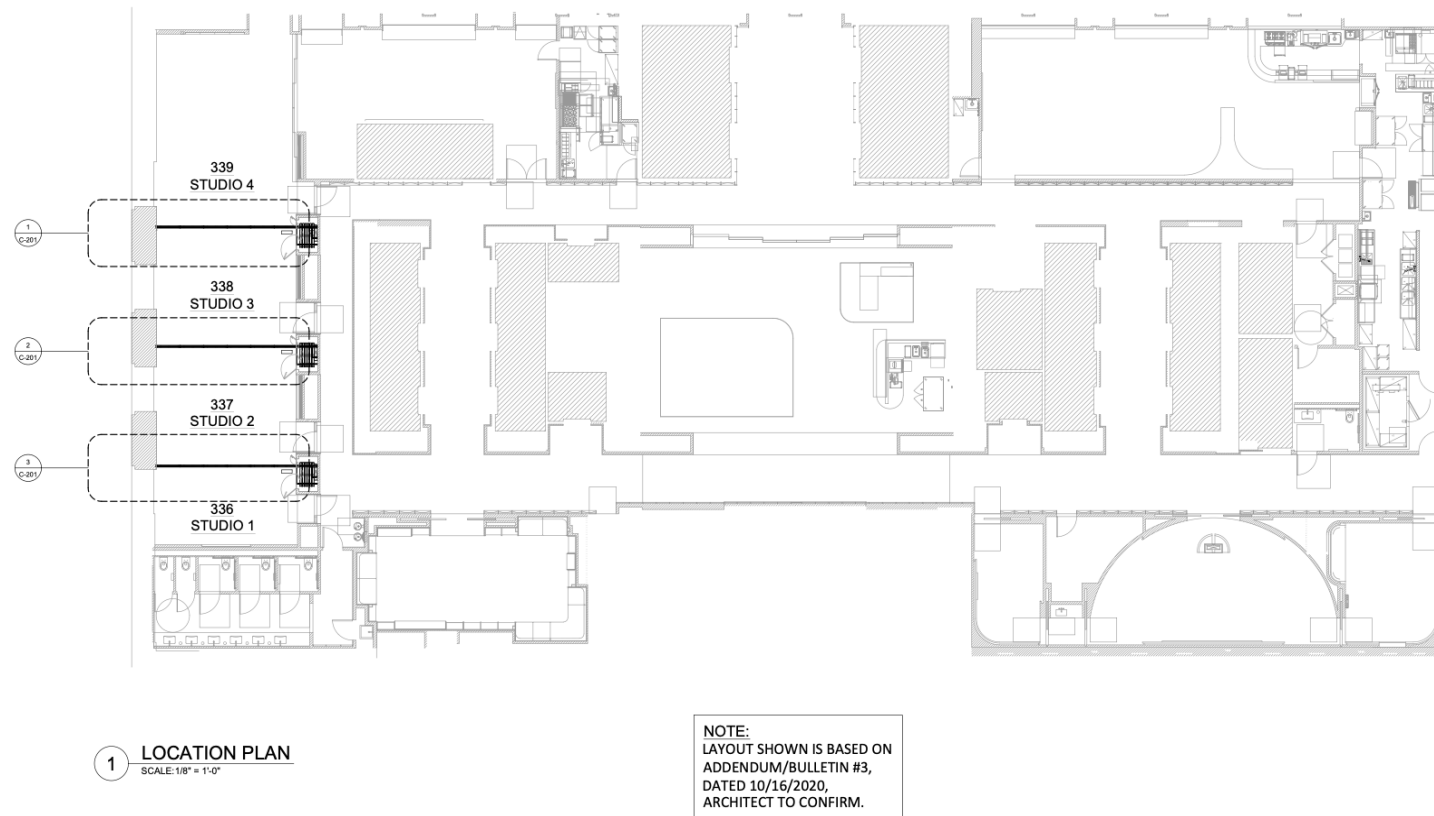 339
STUDIO 4
1
C-201
338
STUDIO 3
2
C-201
337
STUDIO 2
3
C-201
336
STUDIO 1
1
LOCATION PLAN
SCALE: 1/8" = 1'-0"
NOTE:
LAYOUT SHOWN IS BASED ON
ADDENDUM/BULLETIN #3,
DATED 10/16/2020,
ARCHITECT TO CONFIRM.